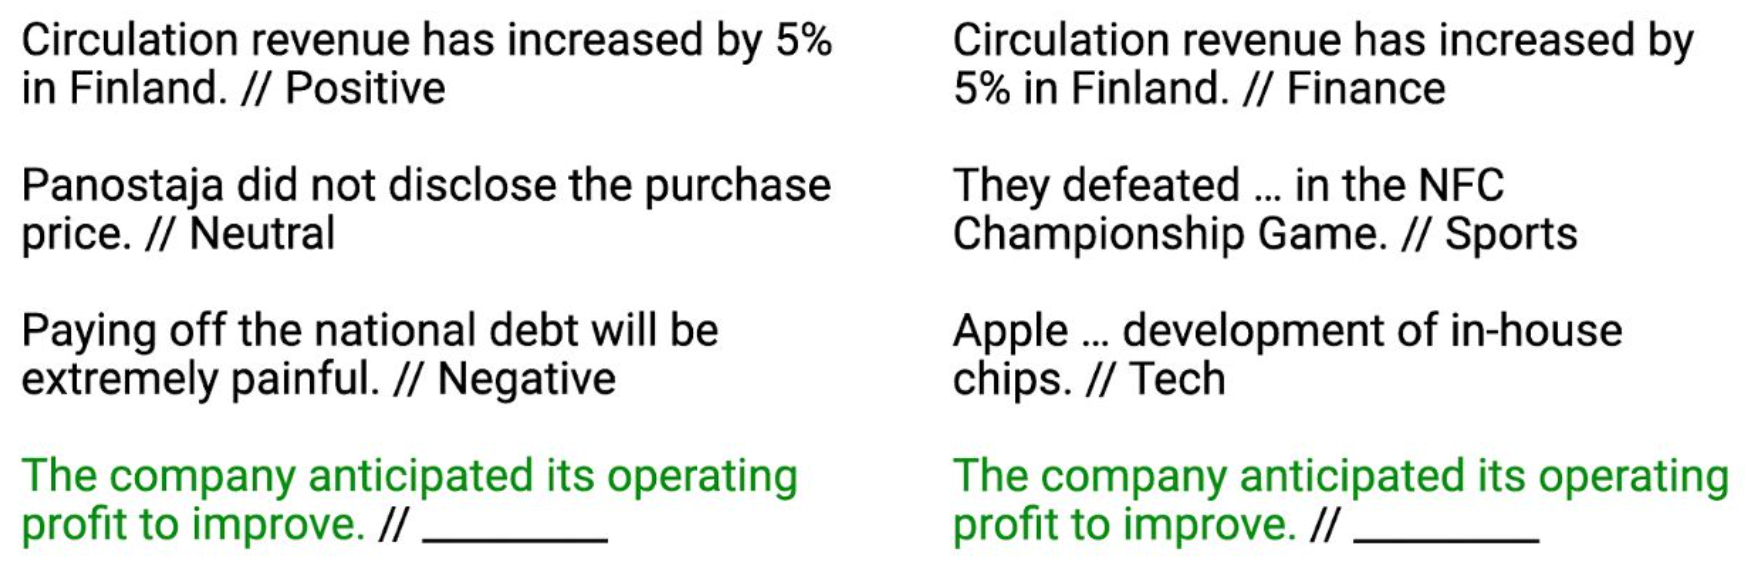 Circulation revenue has increased by 5%
in Finland. // Positive
Panostaja did not disclose the purchase
price. // Neutral
Paying off the national debt will be
extremely painful. // Negative
The company anticipated its operating
profit to improve. // ________
Circulation revenue has increased by
5% in Finland. // Finance
They defeated ... in the NFC
Championship Game. // Sports
Apple ... development of in-house
chips. // Tech
The company anticipated its operating
profit to improve. // ________